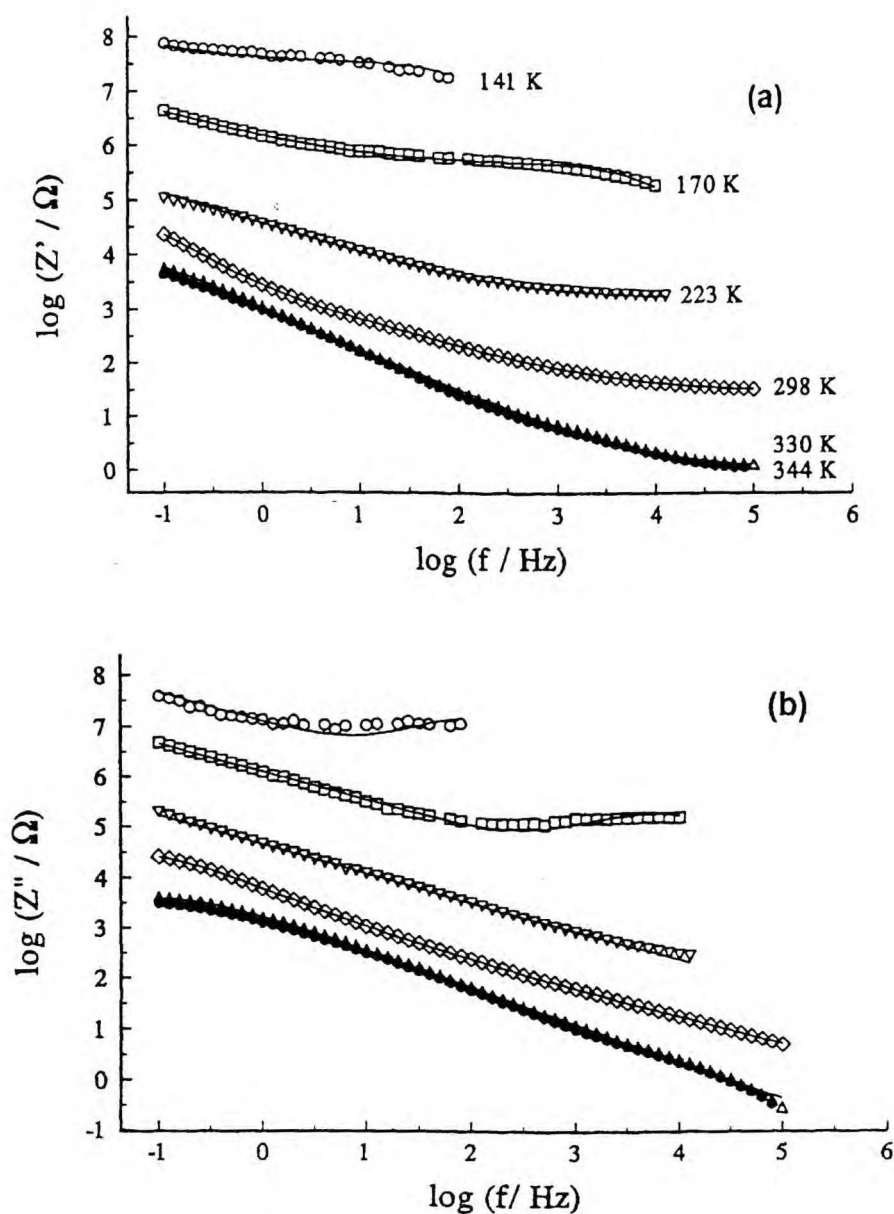 8
7
6
5
4
3
2
1
0
log (Z' / Ω)
141 K
(a)
170 K
223 K
298 K
330 K
344 K
-1 0 1 2 3 4 5 6
log (f / Hz)
8
7
6
5
4
3
2
1
0
-1
log (Z" / Ω)
(b)
-1 0 1 2 3 4 5 6
log (f/ Hz)